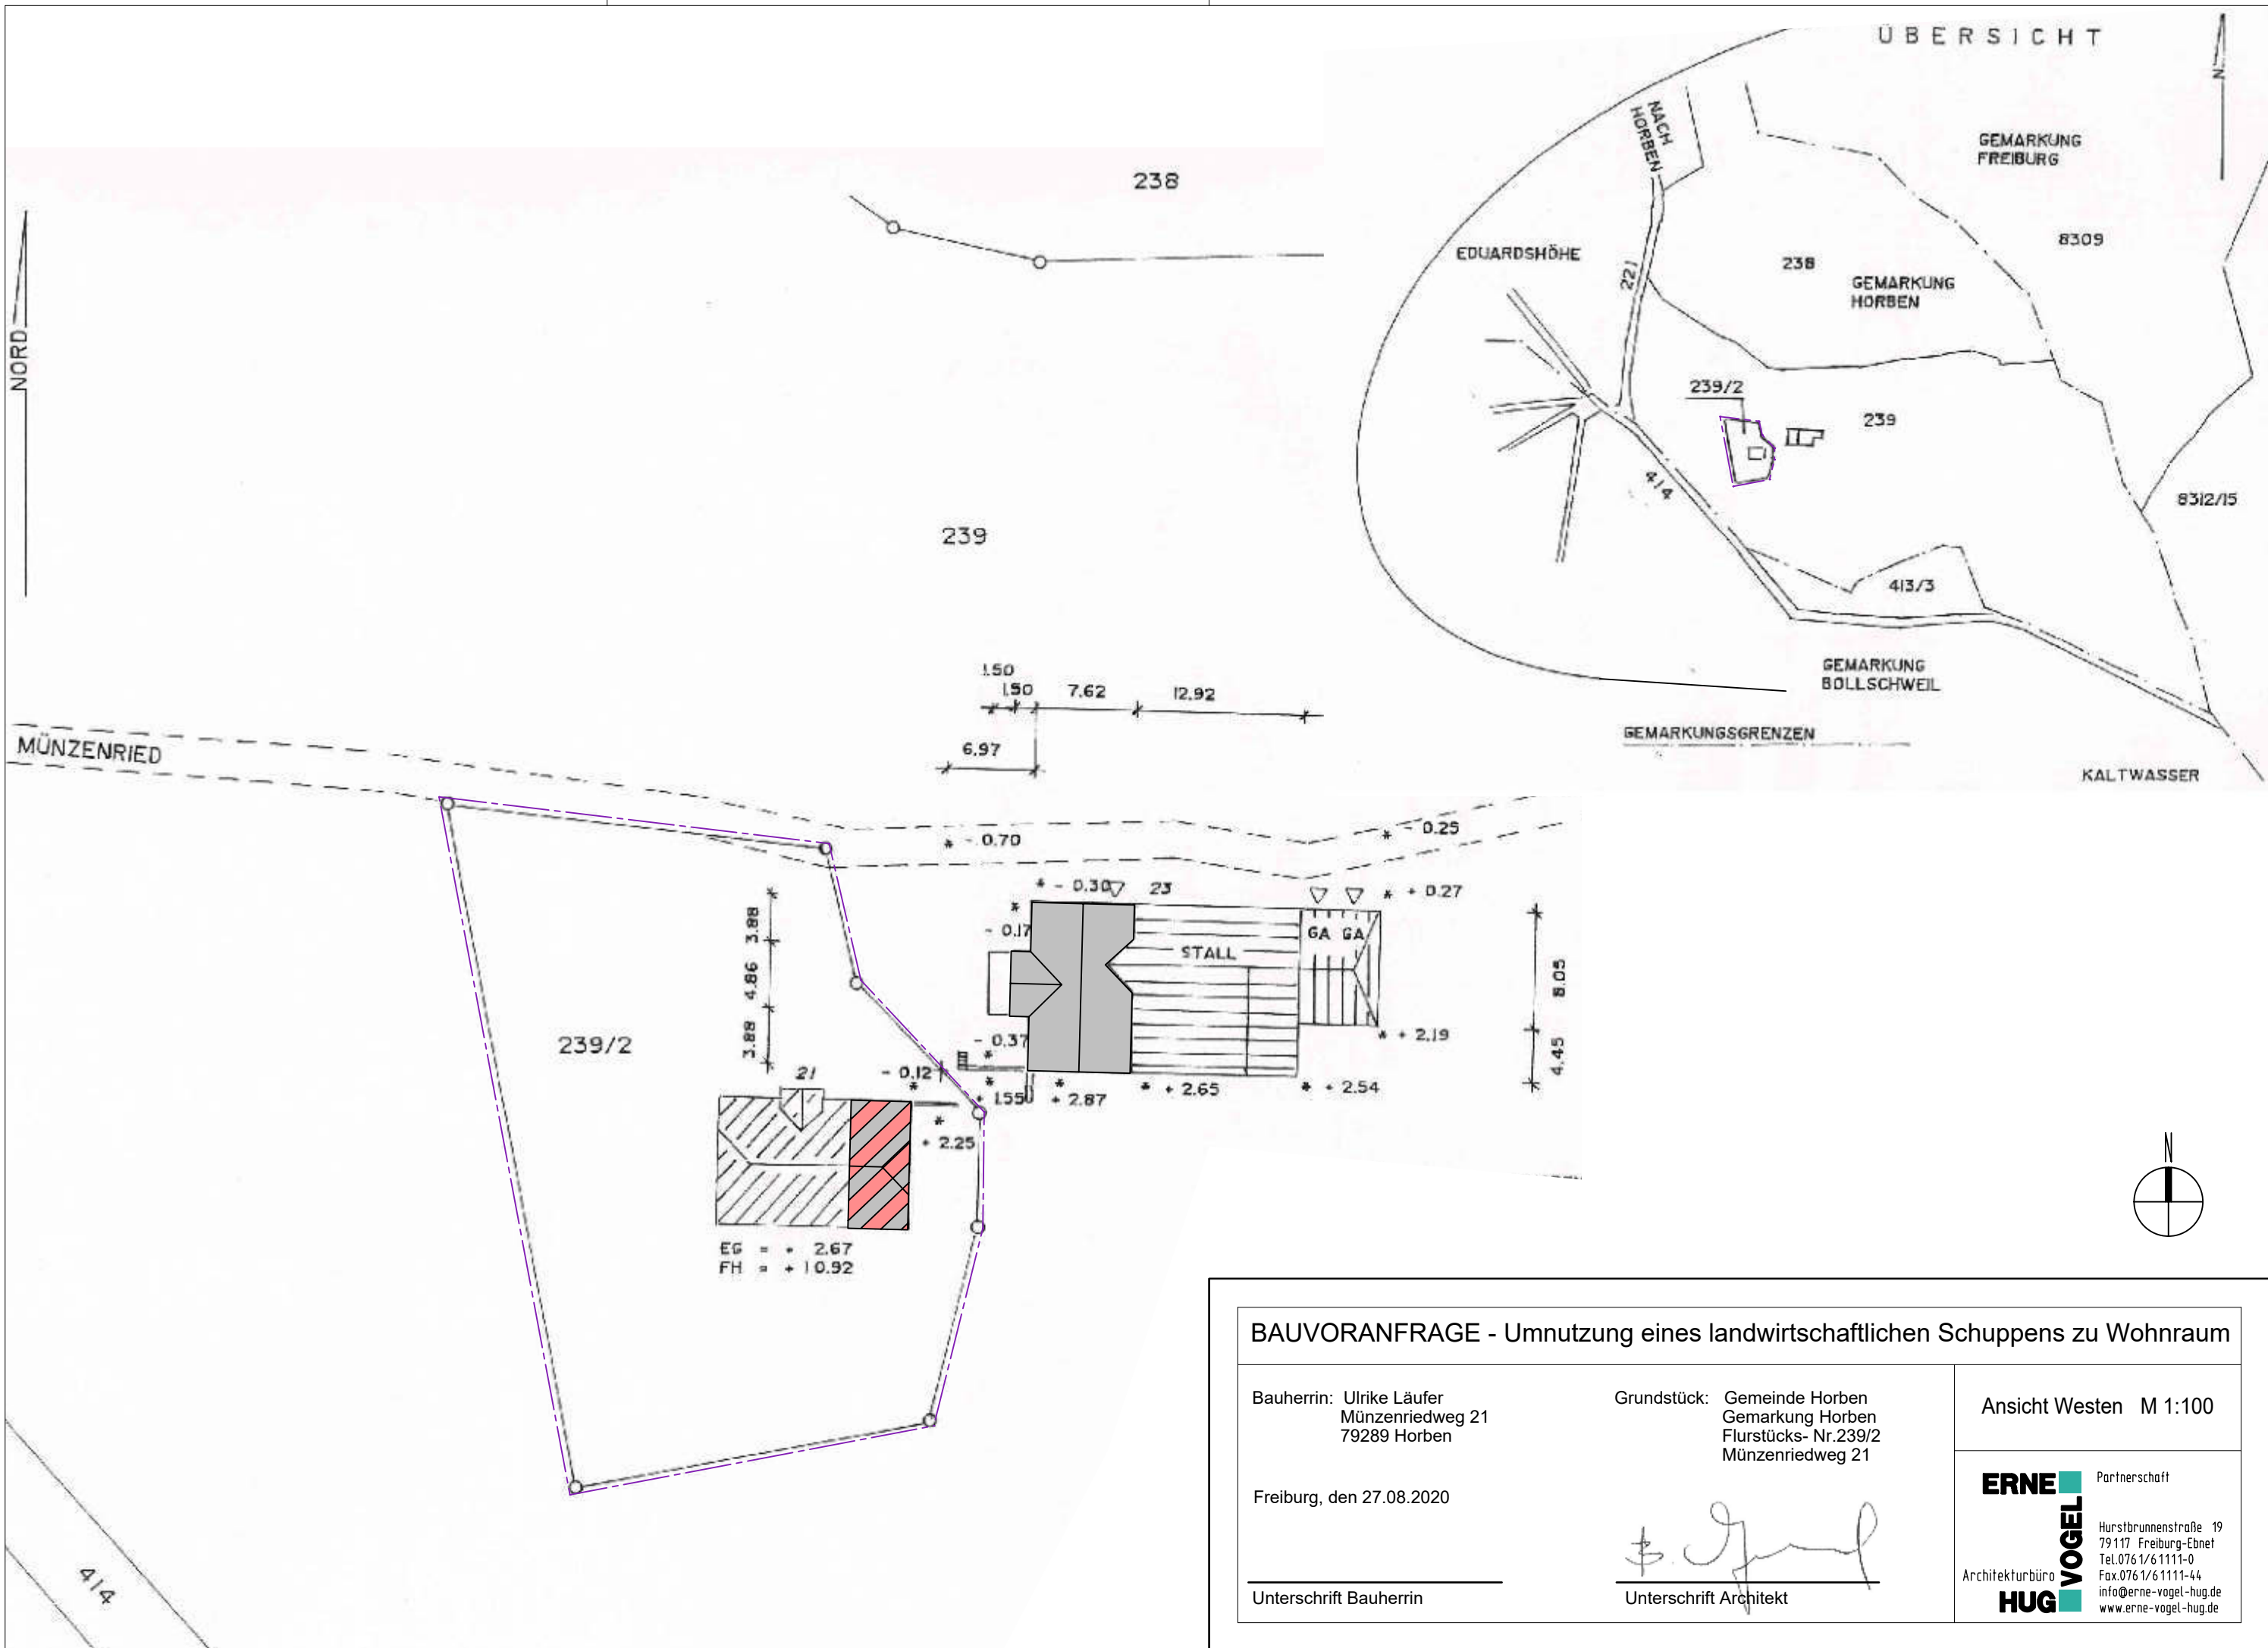 ÜBERSICHT
N
NACH
HORBEN
GEMARKUNG
FREIBURG
8309
EDUARDSHÖHE
221
238
GEMARKUNG
HORBEN
239/2
239
414
8312/15
413/3
GEMARKUNG
BOLLSCHWEIL
GEMARKUNGSGRENZEN
KALTWASSER
238
NORD
239
1.50
1.50 7.62 12.92
6.97
MÜNZENRIED
* - 0.70
* - 0.25
* - 0.30 23
* + 0.27
*
- 0.17
GA GA
STALL
3.88
4.86
3.88
8.05
4.45
239/2
- 0.37
*
* + 2.19
21
- 0.12
*
*
+ 1.55
*
+ 2.87
* + 2.65
* + 2.54
*
+ 2.25
EG = + 2.67
FH = + 10.92
N
414
BAUVORANFRAGE - Umnutzung eines landwirtschaftlichen Schuppens zu Wohnraum
Bauherrin: Ulrike Läufer
Münzenriedweg 21
79289 Horben
Grundstück: Gemeinde Horben
Gemarkung Horben
Flurstücks- Nr.239/2
Münzenriedweg 21
Ansicht Westen M 1:100
Freiburg, den 27.08.2020
Unterschrift Bauherrin
Unterschrift Architekt
ERNE
VOGEL
Architekturbüro
HUG
Partnerschaft
Hurstbrunnenstraße 19
79117 Freiburg-Ebnet
Tel.0761/61111-0
Fax.0761/61111-44
info@erne-vogel-hug.de
www.erne-vogel-hug.de